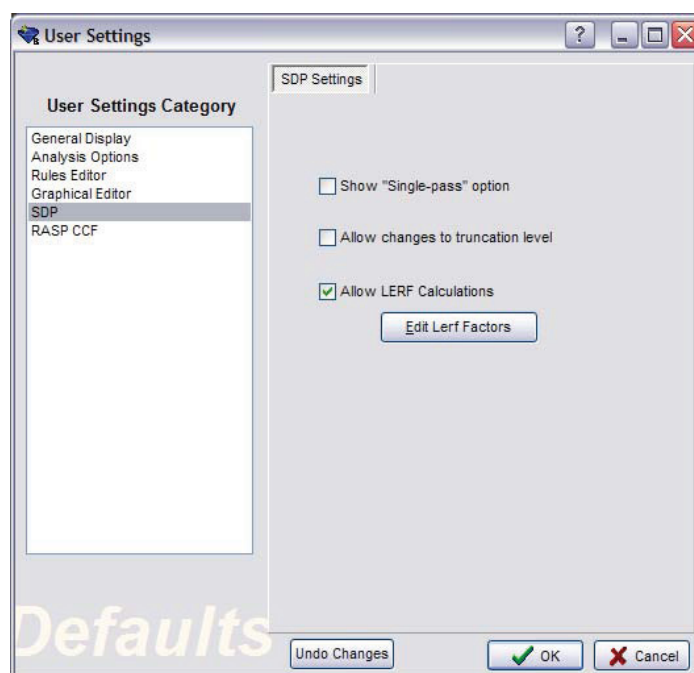 User Settings
User Settings Category
General Display
Analysis Options
Rules Editor
Graphical Editor
SDP
RASP CCF
SDP Settings
Show "Single-pass" option
Allow changes to truncation level
Allow LERF Calculations
Edit Lerf Factors
Defaults
Undo Changes
OK
Cancel